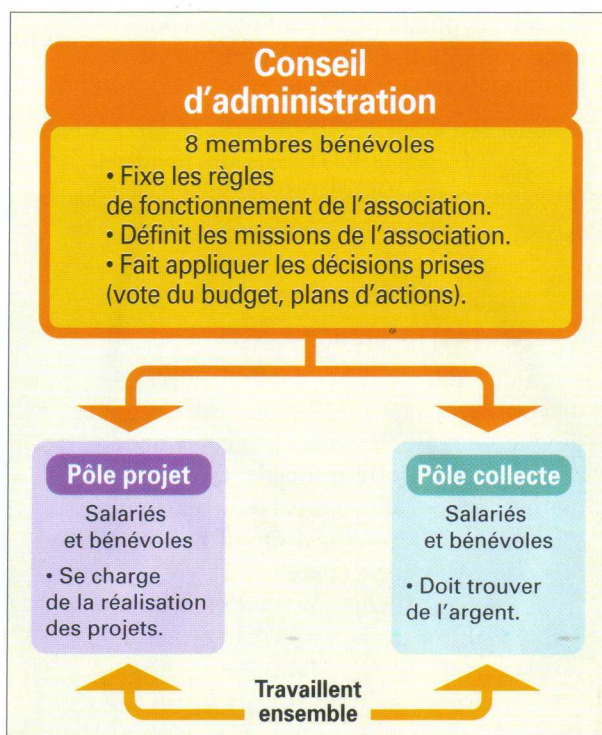 Conseil
d'administration
8 membres bénévoles
• Fixe les règles
de fonctionnement de l'association.
• Définit les missions de l'association.
• Fait appliquer les décisions prises
(vote du budget, plans d'actions).
Pôle projet
Salariés
et bénévoles
• Se charge
de la réalisation
des projets.
Pôle collecte
Salariés
et bénévoles
• Doit trouver
de l'argent.
Travaillent
ensemble